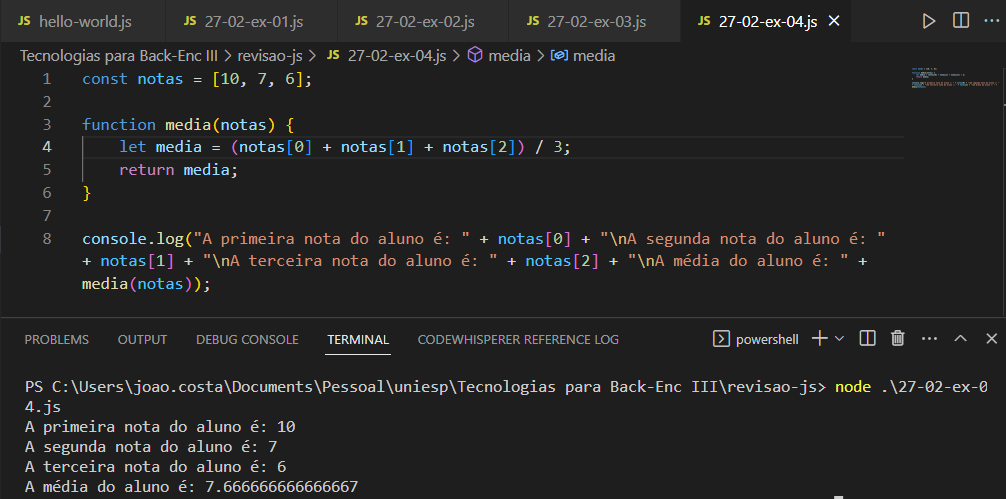 JS hello-world.js JS 27-02-ex-01.js JS 27-02-ex-02.js JS 27-02-ex-03.js JS 27-02-ex-04.js
Tecnologias para Back-Enc III > revisao-js > JS 27-02-ex-04.js > media > media
1 const notas = [10, 7, 6];
2
3 function media(notas) {
4     let media = (notas[0] + notas[1] + notas[2]) / 3;
5     return media;
6 }
7
8 console.log("A primeira nota do aluno é: " + notas[0] + "\nA segunda nota do aluno é: "
+ notas[1] + "\nA terceira nota do aluno é: " + notas[2] + "\nA média do aluno é: " +
media(notas));
PROBLEMS OUTPUT DEBUG CONSOLE TERMINAL CODEWHISPERER REFERENCE LOG powershell
PS C:\Users\joao.costa\Documents\Pessoal\uniesp\Tecnologias para Back-Enc III\revisao-js> node .\27-02-ex-0
4.js
A primeira nota do aluno é: 10
A segunda nota do aluno é: 7
A terceira nota do aluno é: 6
A média do aluno é: 7.666666666666667